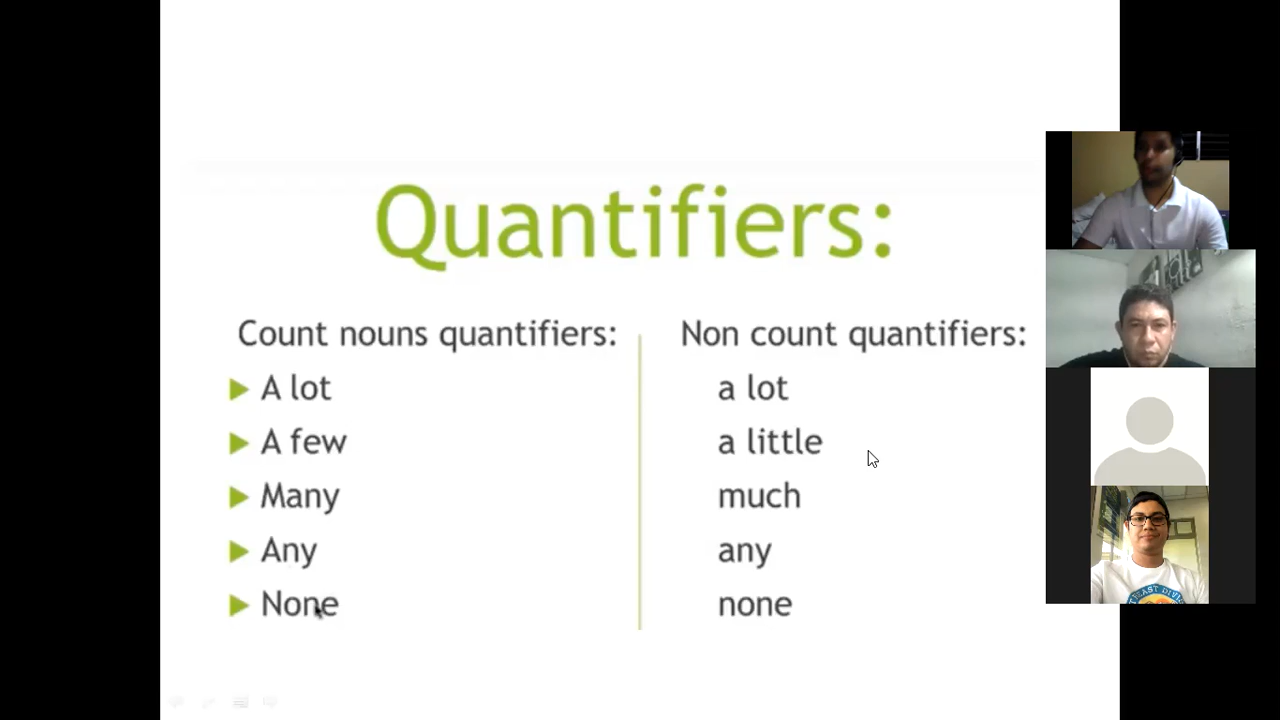 Quantifiers:
Count nouns quantifiers:
A lot
A few
Many
Any
None
Non count quantifiers:
a lot
a little
much
any
none